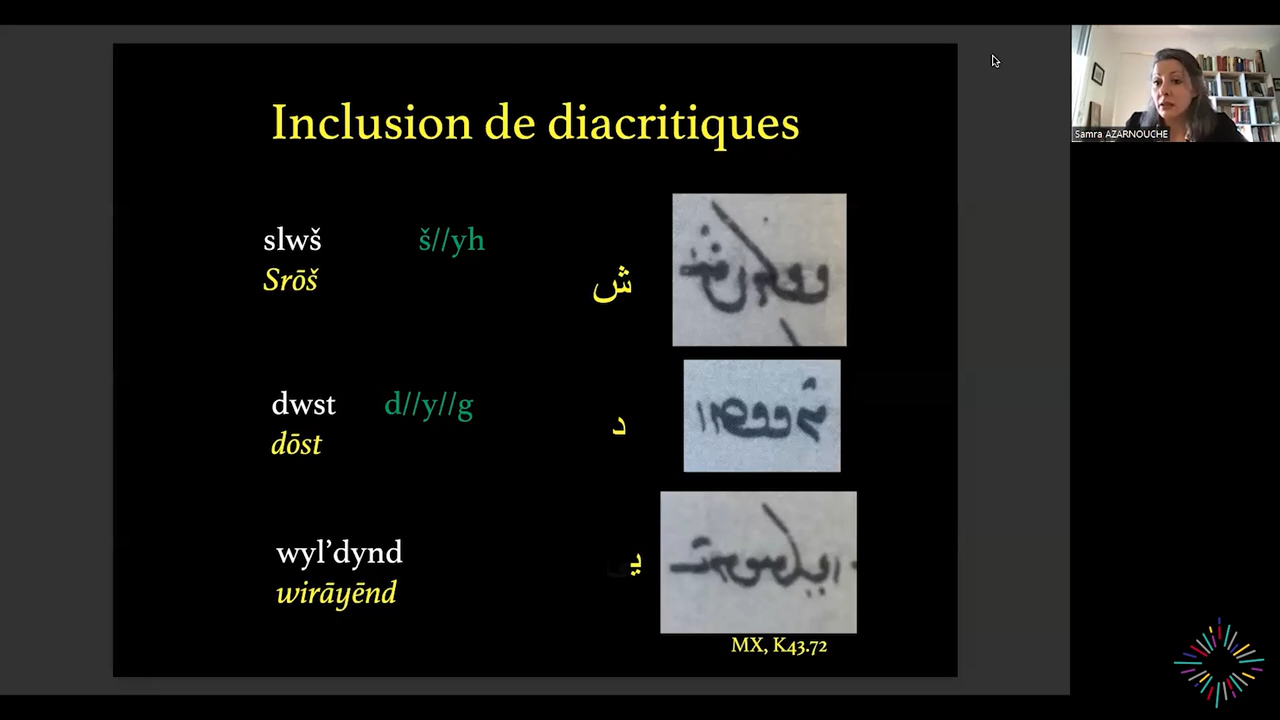 Inclusion de diacritiques
slwš š//yh
Srōš
ش
dwst d//y//g
dōst
د
wyl’dynd
wirāyēnd
ﯾ
MX, K43.72
Samra AZARNOUCHE